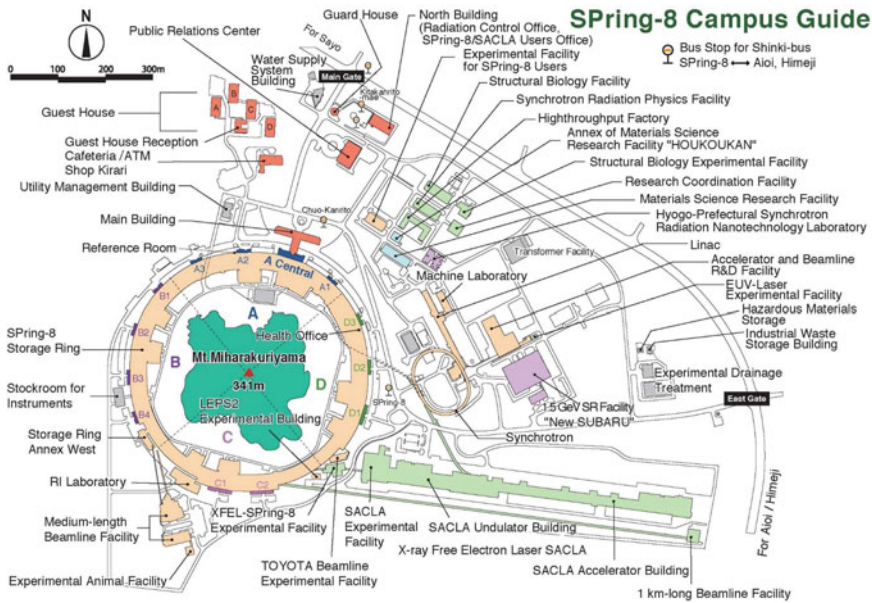 SPring-8 Campus Guide
N
0 100 200 300m
Bus Stop for Shinki-bus
SPring-8 ↔ Aioi, Himeji
For Sayo
Guard House
North Building
(Radiation Control Office,
SPring-8/SACLA Users Office)
Public Relations Center
Water Supply
System
Building
Main Gate
Experimental Facility
for SPring-8 Users
Structural Biology Facility
Synchrotron Radiation Physics Facility
Highthroughput Factory
Annex of Materials Science
Research Facility "HOUKOUKAN"
Structural Biology Experimental Facility
Research Coordination Facility
Materials Science Research Facility
Hyogo-Prefectural Synchrotron
Radiation Nanotechnology Laboratory
Linac
Accelerator and Beamline
R&D Facility
EUV-Laser
Experimental Facility
Hazardous Materials
Storage
Industrial Waste
Storage Building
Experimental Drainage
Treatment
East Gate
Guest House
A
B
C
D
Guest House Reception
Cafeteria /ATM
Shop Kirari
Utility Management Building
Main Building
Reference Room
Chuo-Kanrito
Transformer Facility
Machine Laboratory
A3
A2
A Central
A1
B1
B2
B3
B4
C1
C2
D1
D2
D3
A
B
C
D
Health Office
Mt.Miharakuriyama
341m
LEPS2
Experimental Building
SPring-8
Storage Ring
Stockroom for
Instruments
SPring-8
1.5GeV SR Facility
"New SUBARU"
Synchrotron
Storage Ring
Annex West
RI Laboratory
Medium-length
Beamline Facility
Experimental Animal Facility
XFEL-SPring-8
Experimental Facility
TOYOTA Beamline
Experimental Facility
SACLA
Experimental
Facility
SACLA Undulator Building
X-ray Free Electron Laser SACLA
SACLA Accelerator Building
1 km-long Beamline Facility
For Aioi / Himeji